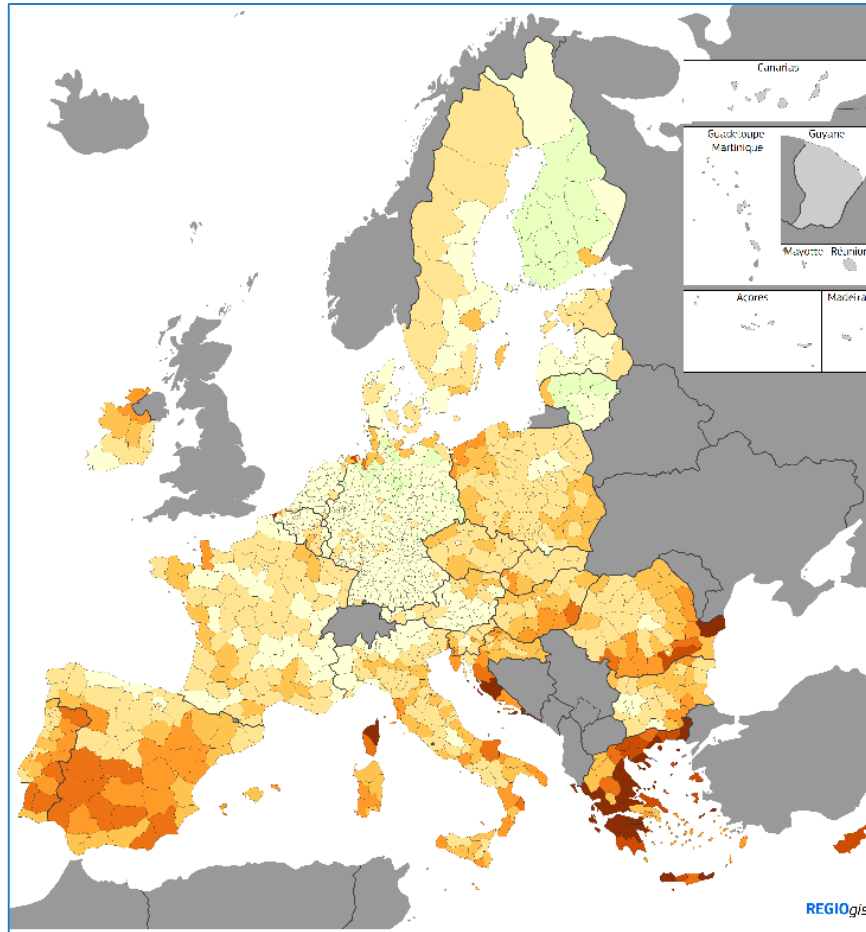 Canarias
Guadeloupe
Martinique
Guyane
Mayotte
Réunion
Açores
Madeira
REGIOgis